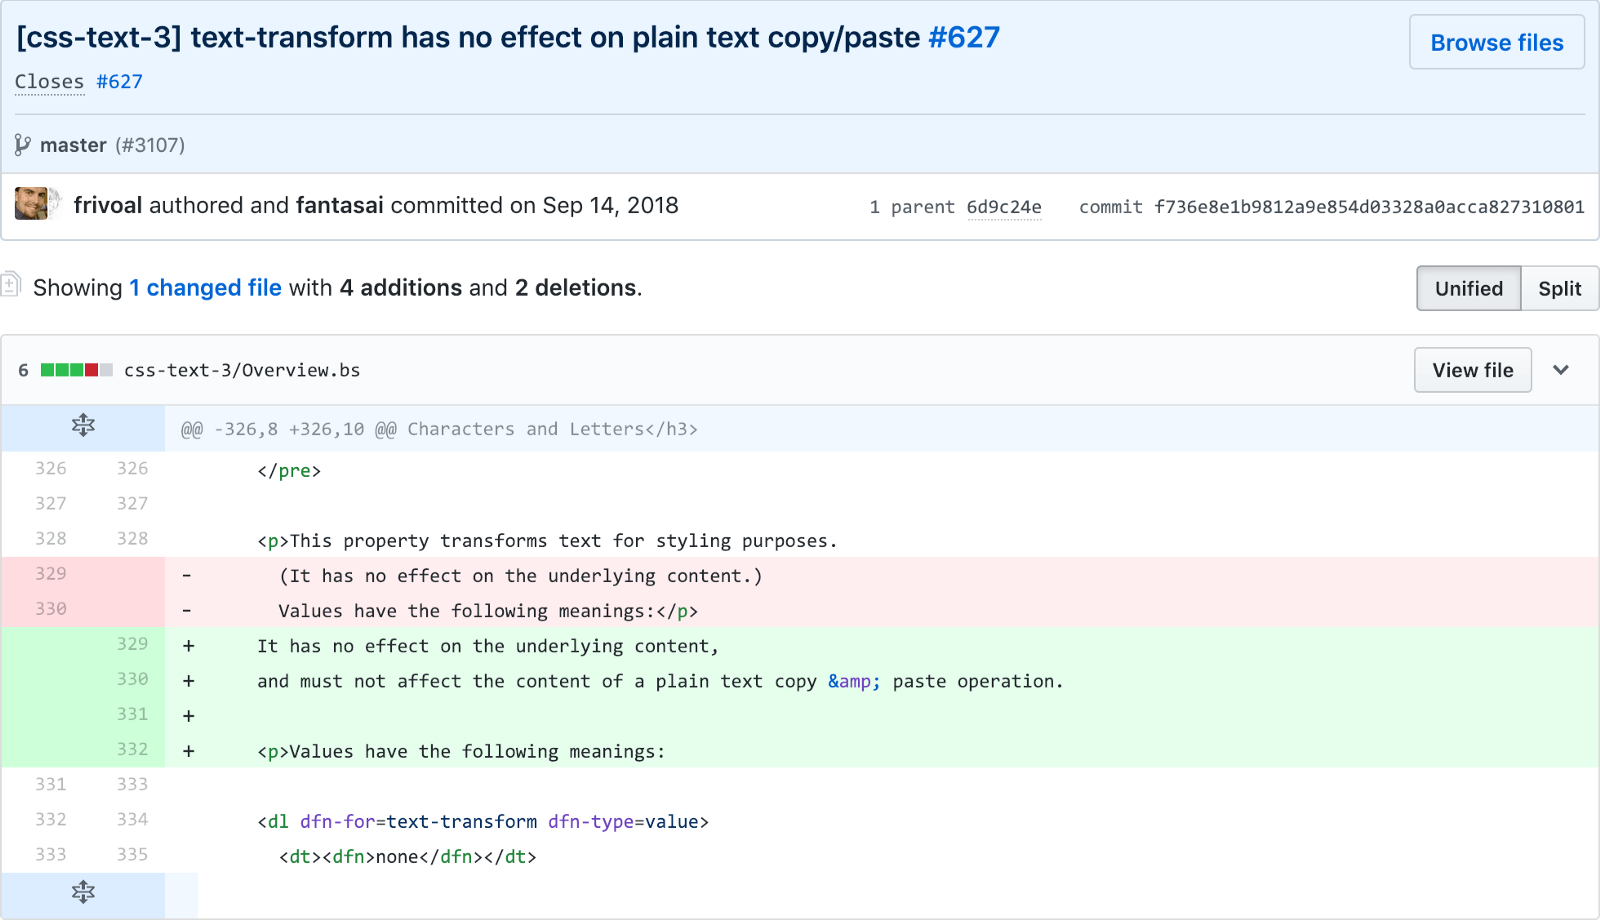 [css-text-3] text-transform has no effect on plain text copy/paste #627
Browse files
Closes #627
master (#3107)
frivoal authored and fantasai committed on Sep 14, 2018
1 parent 6d9c24e commit f736e8e1b9812a9e854d03328a0acca827310801
Showing 1 changed file with 4 additions and 2 deletions.
Unified Split
6 css-text-3/Overview.bs
View file
@@ -326,8 +326,10 @@ Characters and Letters</h3>
326 326 </pre>
327 327
328 328 <p>This property transforms text for styling purposes.
329 - (It has no effect on the underlying content.)
330 - Values have the following meanings:</p>
329 + It has no effect on the underlying content,
330 + and must not affect the content of a plain text copy &amp; paste operation.
331 +
332 + <p>Values have the following meanings:
331 333
332 334 <dl dfn-for=text-transform dfn-type=value>
333 335 <dt><dfn>none</dfn></dt>